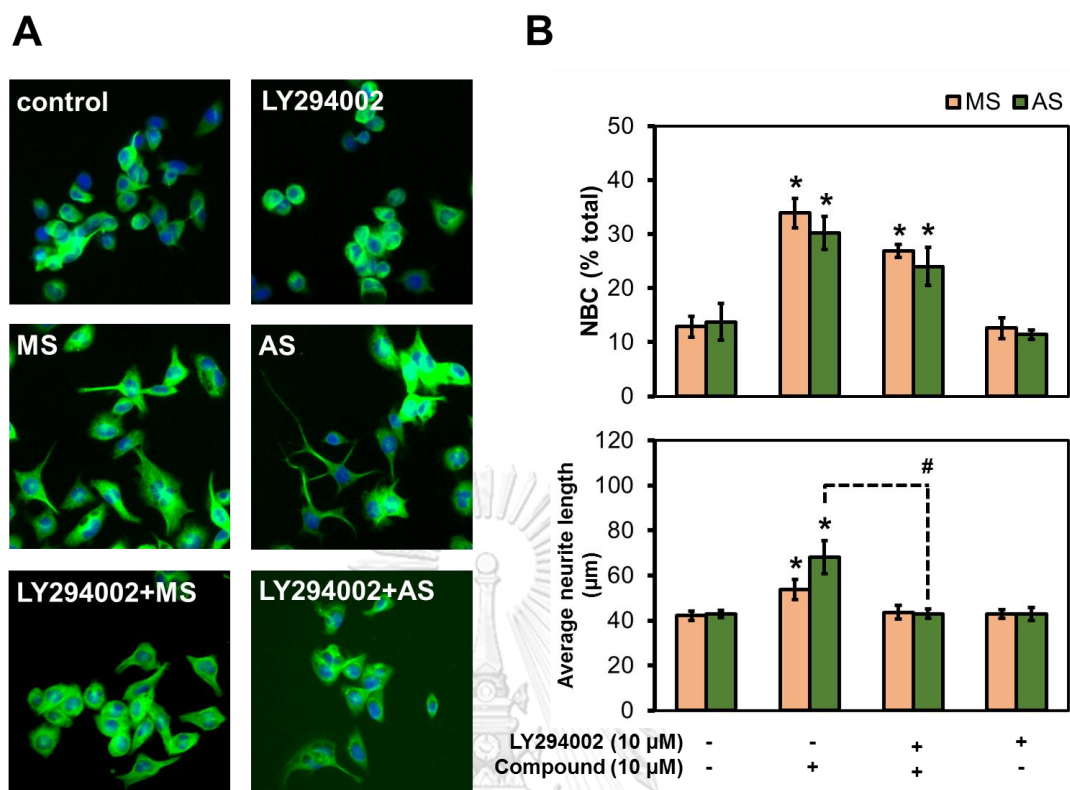 A
B
control
LY294002
MS
AS
LY294002+MS
LY294002+AS
MS AS
NBC (% total)
50
40
30
20
10
0
* * * *
Average neurite length
(µm)
120
100
80
60
40
20
0
* * #
LY294002 (10 µM) - - + +
Compound (10 µM) - + + -